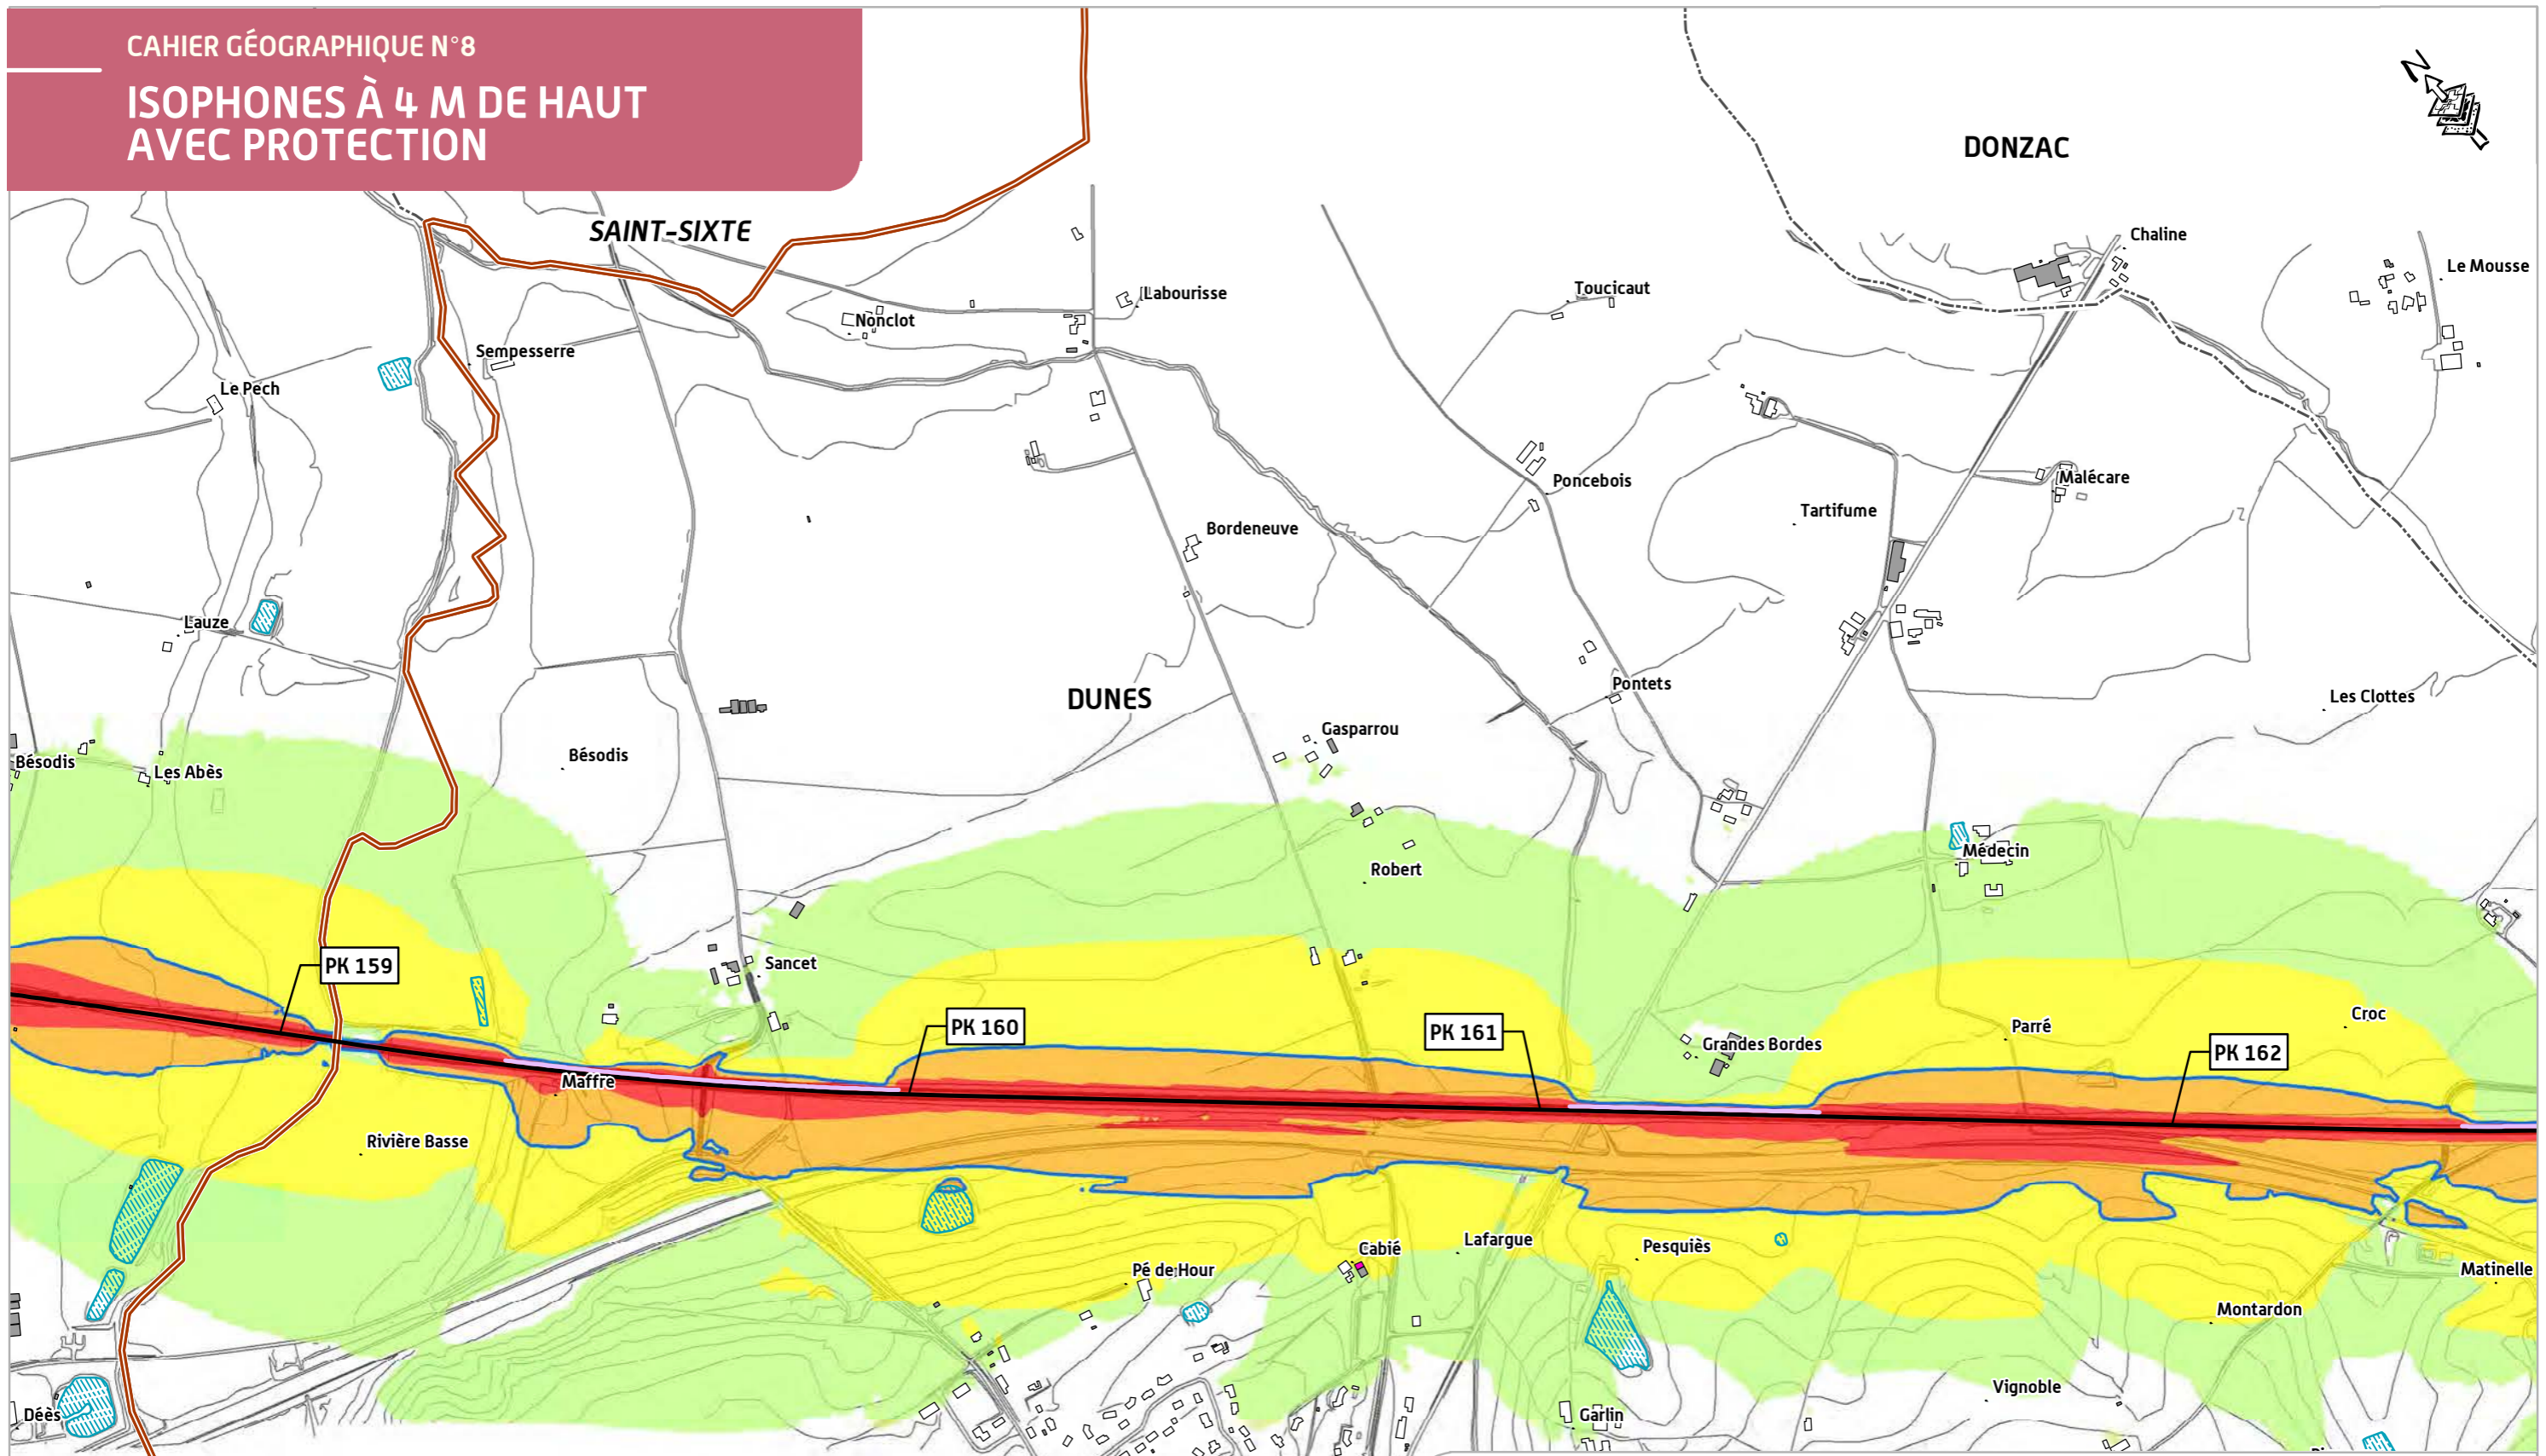 CAHIER GÉOGRAPHIQUE N°8
ISOPHONES À 4 M DE HAUT
AVEC PROTECTION
N
DONZAC
SAINT-SIXTE
Chaline
Le Mousse
Labourisse
Toucicaut
Nonclot
Sempesserre
Le Pech
Poncebois
Malécare
Tartifume
Bordeneuve
Lauze
Pontets
DUNES
Les Clottes
Gasparrou
Bésodis
Bésodis
Les Abès
Médecin
Robert
Sancet
PK 159
PK 160
PK 161
Croc
Parré
Grandes Bordes
PK 162
Maffre
Rivière Basse
Lafargue
Pesquiès
Cabié
Pé de Hour
Matinelle
Montardon
Vignoble
Garlin
Déès